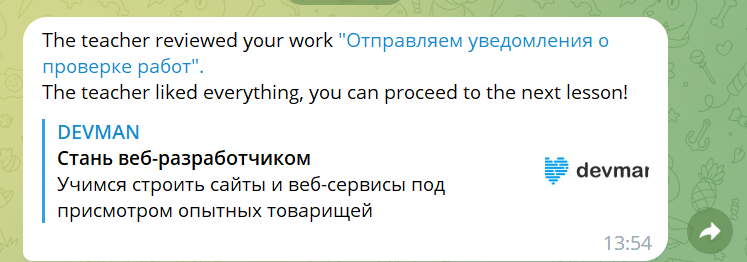 The teacher reviewed your work "Отправляем уведомления о
проверке работ".
The teacher liked everything, you can proceed to the next lesson!
DEVMAN
Стань веб-разработчиком
Учимся строить сайты и веб-сервисы под
присмотром опытных товарищей
devman
13:54